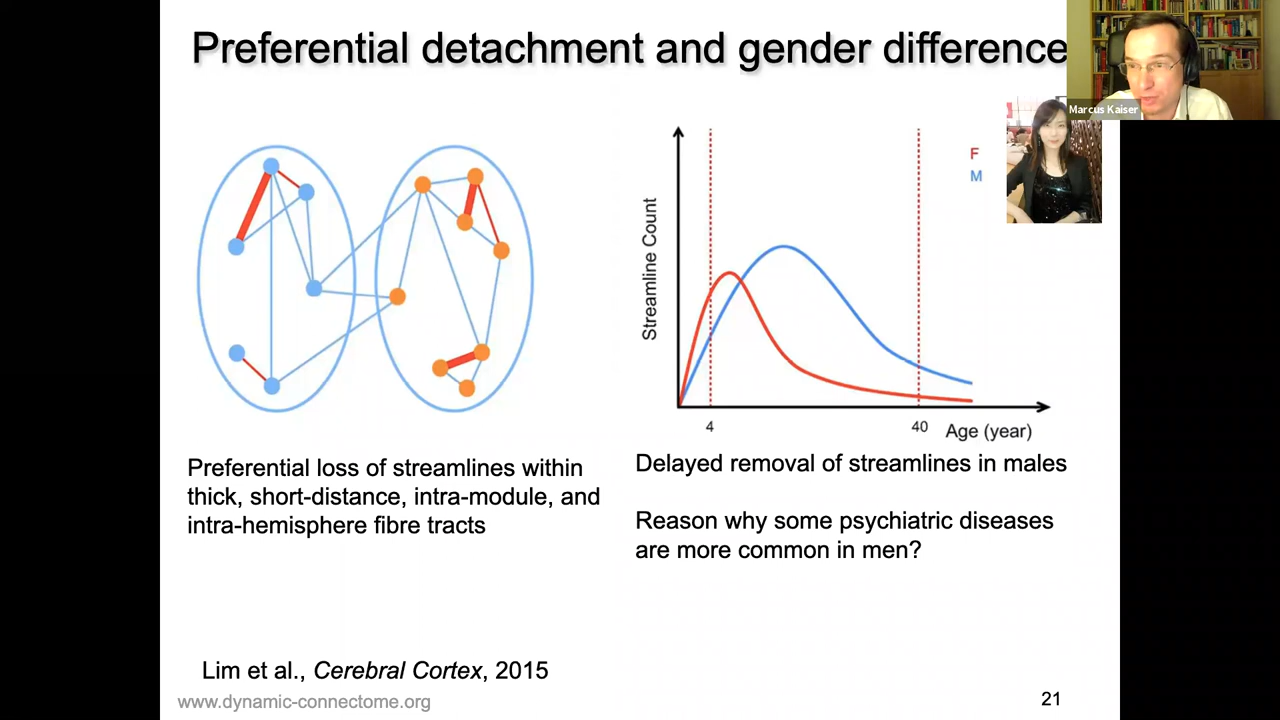 Preferential detachment and gender difference
Marcus Kaiser
F
M
Streamline Count
4
40
Age (year)
Preferential loss of streamlines within
thick, short-distance, intra-module, and
intra-hemisphere fibre tracts
Delayed removal of streamlines in males
Reason why some psychiatric diseases
are more common in men?
Lim et al., Cerebral Cortex, 2015
www.dynamic-connectome.org
21